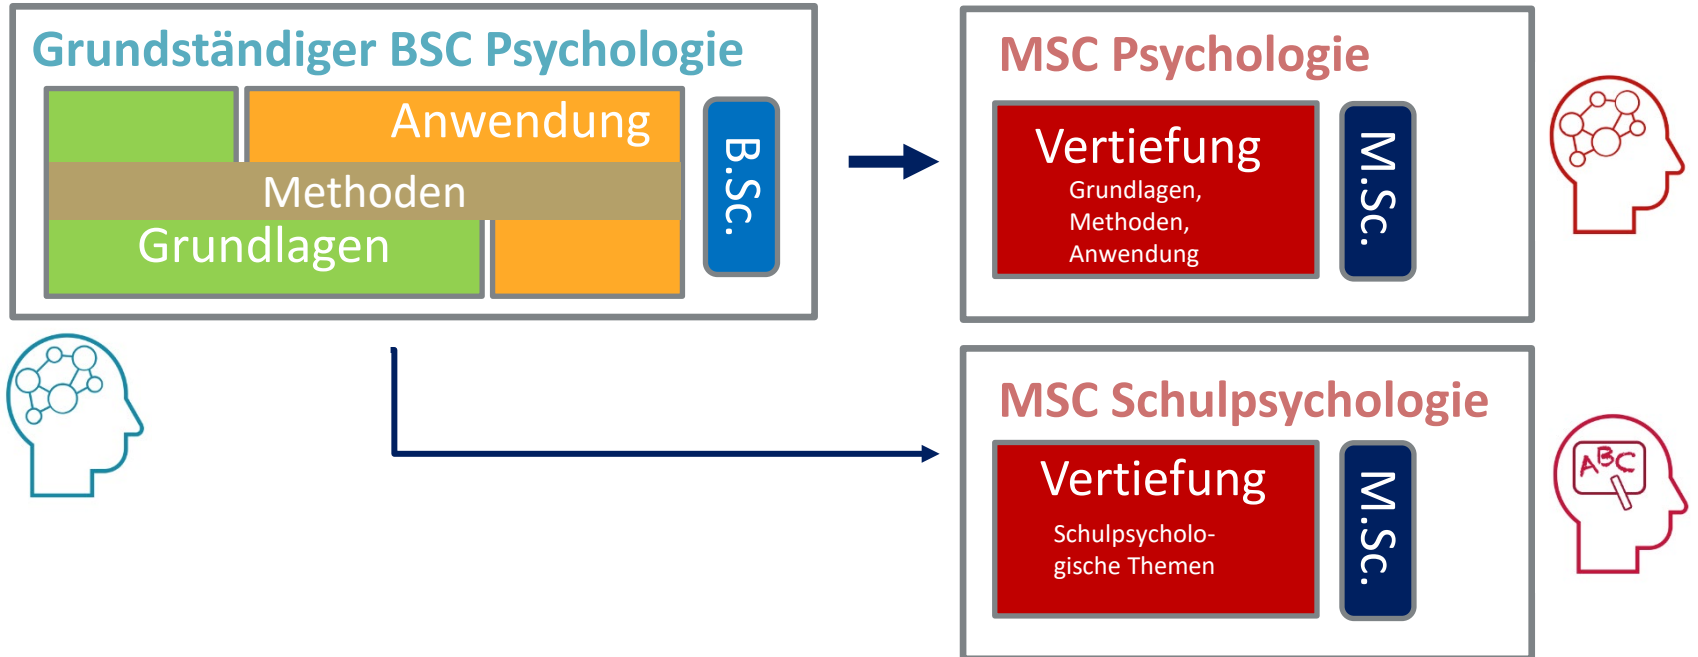 Grundständiger BSC Psychologie
Anwendung
Methoden
Grundlagen
B.Sc.
MSC Psychologie
Vertiefung
Grundlagen,
Methoden,
Anwendung
M.Sc.
MSC Schulpsychologie
Vertiefung
Schulpsycholo-
gische Themen
M.Sc.
ABC